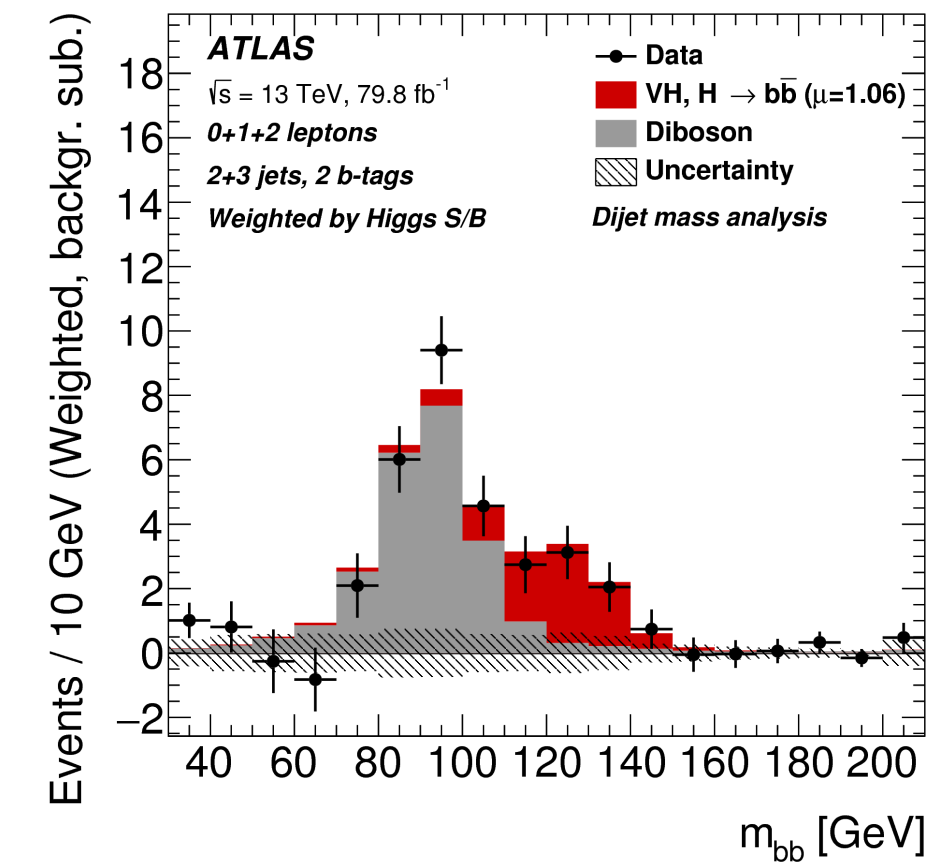 ATLAS
√s = 13 TeV, 79.8 fb⁻¹
0+1+2 leptons
2+3 jets, 2 b-tags
Weighted by Higgs S/B
Data
VH, H → bb̅ (μ=1.06)
Diboson
Uncertainty
Dijet mass analysis
Events / 10 GeV (Weighted, backgr. sub.)
18
16
14
12
10
8
6
4
2
0
−2
40 60 80 100 120 140 160 180 200
m_bb [GeV]